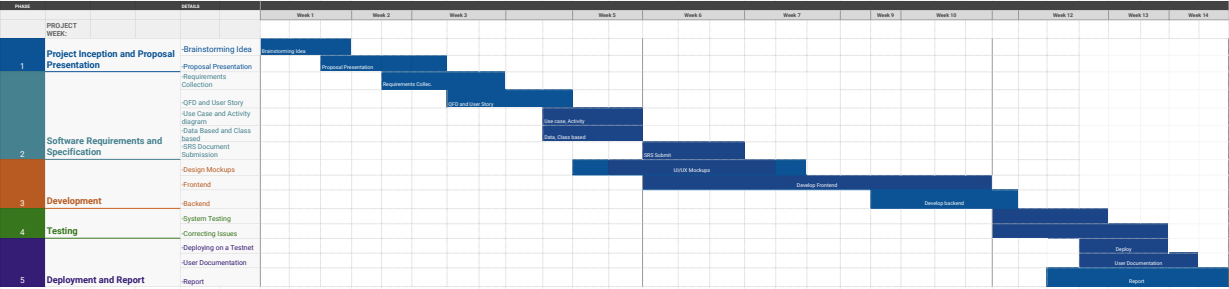 PHASE DETAILS
Week 1 Week 2 Week 3 Week 5 Week 6 Week 7 Week 9 Week 10 Week 12 Week 13 Week 14
PROJECT
WEEK:
1
Project Inception and Proposal
Presentation
-Brainstorming Idea
Brainstorming Idea
-Proposal Presentation
Proposal Presentation
2
Software Requirements and
Specification
-Requirements
Collection
Requirements Collec.
-QFD and User Story
QFD and User Story
-Use Case and Activity
diagram
Use case, Activity
-Data Based and Class
based
Data, Class based
-SRS Document
Submission
SRS Submit
3
Development
-Design Mockups
UI/UX Mockups
-Frontend
Develop Frontend
-Backend
Develop backend
4
Testing
-System Testing
-Correcting Issues
5
Deployment and Report
-Deploying on a Testnet
Deploy
-User Documentation
User Documentation
-Report
Report